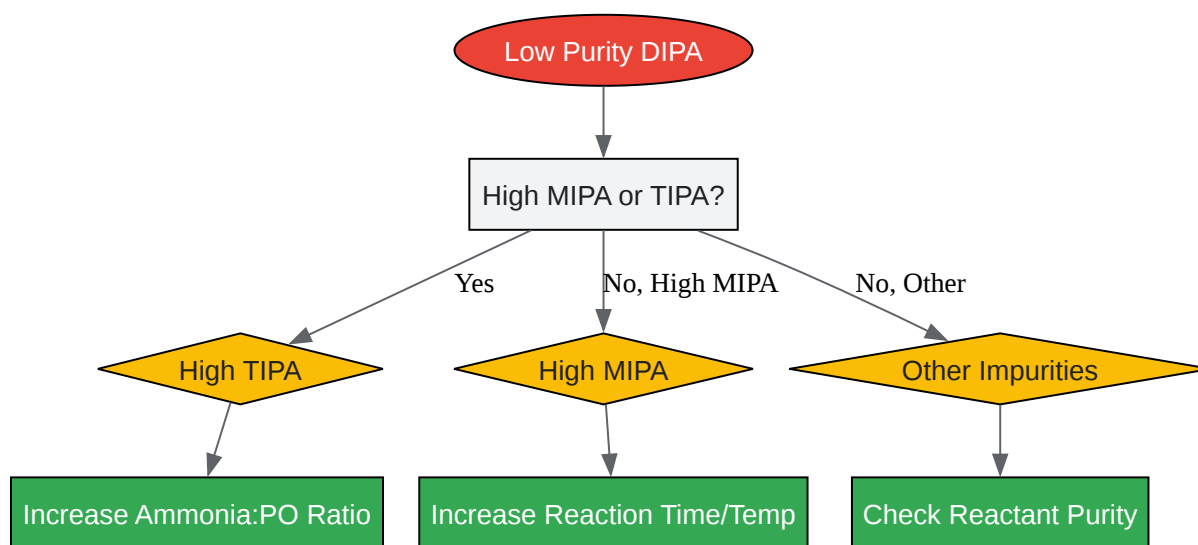 Low Purity DIPA
High MIPA or TIPA?
Yes
No, High MIPA
No, Other
High TIPA
High MIPA
Other Impurities
Increase Ammonia:PO Ratio
Increase Reaction Time/Temp
Check Reactant Purity